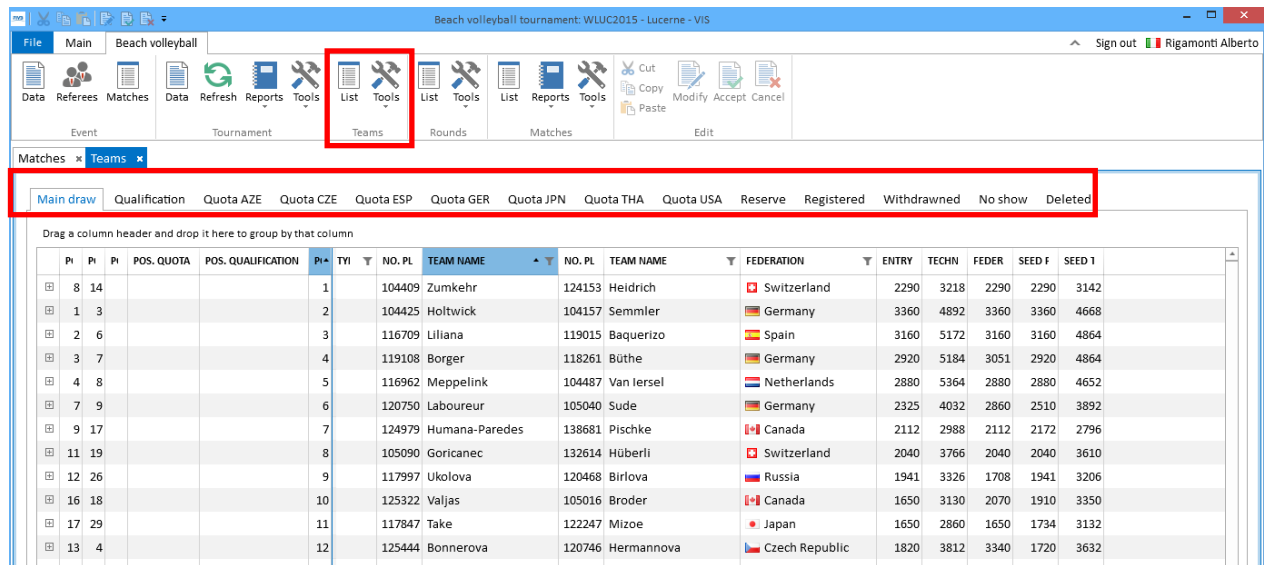 Beach volleyball tournament: WLUC2015 - Lucerne - VIS
File Main Beach volleyball Sign out Rigamonti Alberto
Data Referees Matches Data Refresh Reports Tools List Tools List Tools List Reports Tools Cut Copy Paste Modify Accept Cancel
Event Tournament Teams Rounds Matches Edit
Matches × Teams ×
Main draw Qualification Quota AZE Quota CZE Quota ESP Quota GER Quota JPN Quota THA Quota USA Reserve Registered Withdrawned No show Deleted
Drag a column header and drop it here to group by that column
POS. QUOTA POS. QUALIFICATION TYI NO. PL TEAM NAME NO. PL TEAM NAME FEDERATION ENTRY TECHN FEDER SEED F SEED T
8 14 1 104409 Zumkehr 124153 Heidrich Switzerland 2290 3218 2290 2290 3142
1 3 2 104425 Holtwick 104157 Semmler Germany 3360 4892 3360 3360 4668
2 6 3 116709 Liliana 119015 Baquerizo Spain 3160 5172 3160 3160 4864
3 7 4 119108 Borger 118261 Büthe Germany 2920 5184 3051 2920 4864
4 8 5 116962 Meppelink 104487 Van Iersel Netherlands 2880 5364 2880 2880 4652
7 9 6 120750 Laboureur 105040 Sude Germany 2325 4032 2860 2510 3892
9 17 7 124979 Humana-Paredes 138681 Pischke Canada 2112 2988 2112 2172 2796
11 19 8 105090 Goricanec 132614 Hüberli Switzerland 2040 3766 2040 2040 3610
12 26 9 117997 Ukolova 120468 Birlova Russia 1941 3326 1708 1941 3206
16 18 10 125322 Valjas 105016 Broder Canada 1650 3130 2070 1910 3350
17 29 11 117847 Take 122247 Mizoe Japan 1650 2860 1650 1734 3132
13 4 12 125444 Bonnerova 120746 Hermannova Czech Republic 1820 3812 3340 1720 3632